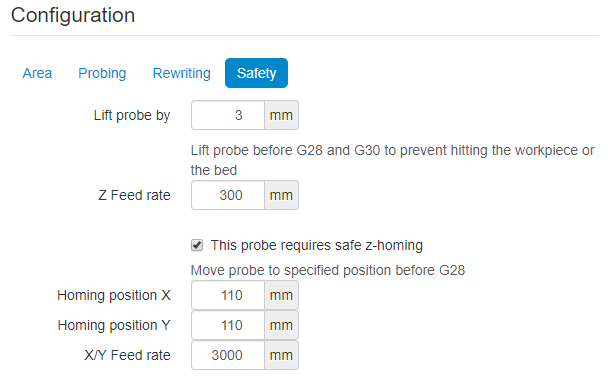 Configuration
Area Probing Rewriting Safety
Lift probe by 3 mm
Lift probe before G28 and G30 to prevent hitting the workpiece or
the bed
Z Feed rate 300 mm
This probe requires safe z-homing
Move probe to specified position before G28
Homing position X 110 mm
Homing position Y 110 mm
X/Y Feed rate 3000 mm